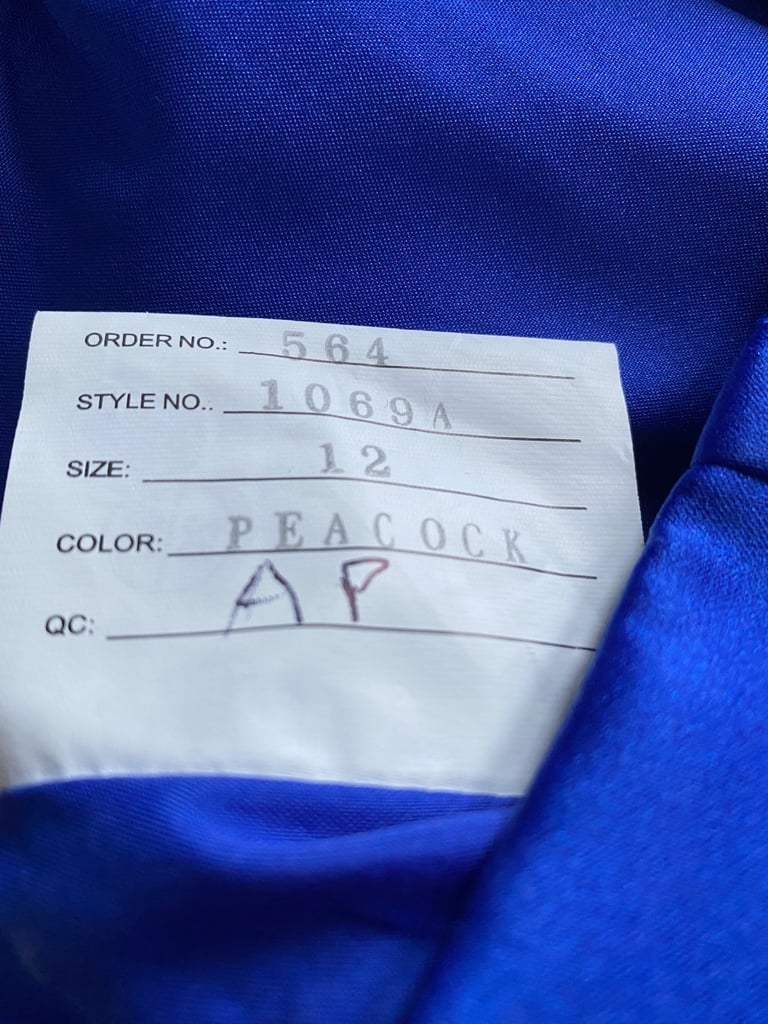 ORDER NO.: 564
STYLE NO.. 1069A
SIZE: 12
COLOR: PEACOCK
QC: AP